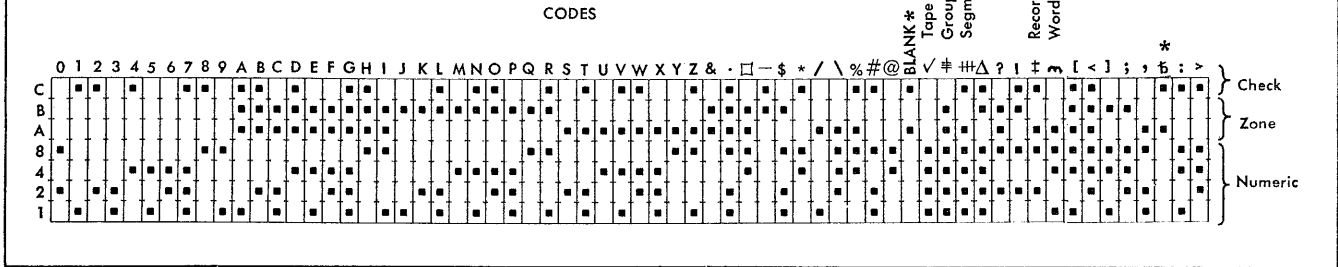 CODES
BLANK *
Tape
Group
Segm
Recor
Word
*
0 1 2 3 4 5 6 7 8 9 A B C D E F G H I J K L M N O P Q R S T U V W X Y Z & · ⌑ — $ * / \ % # @ √ ⯒ ⧻ Δ ? ! ‡ [ < ] ; , ƀ : >
C
Check
B
Zone
A
8
4
Numeric
2
1